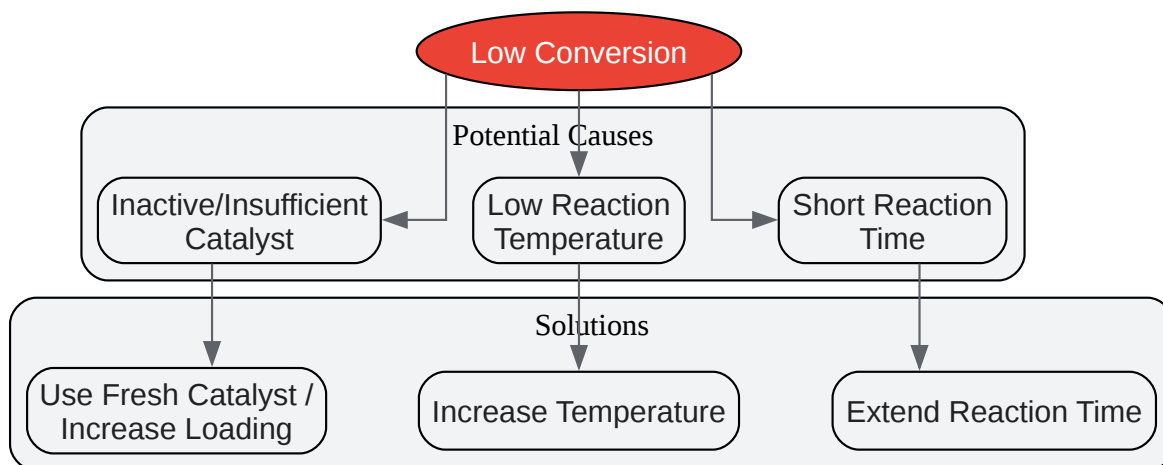 Low Conversion
Potential Causes
Inactive/Insufficient
Catalyst
Low Reaction
Temperature
Short Reaction
Time
Solutions
Use Fresh Catalyst /
Increase Loading
Increase Temperature
Extend Reaction Time